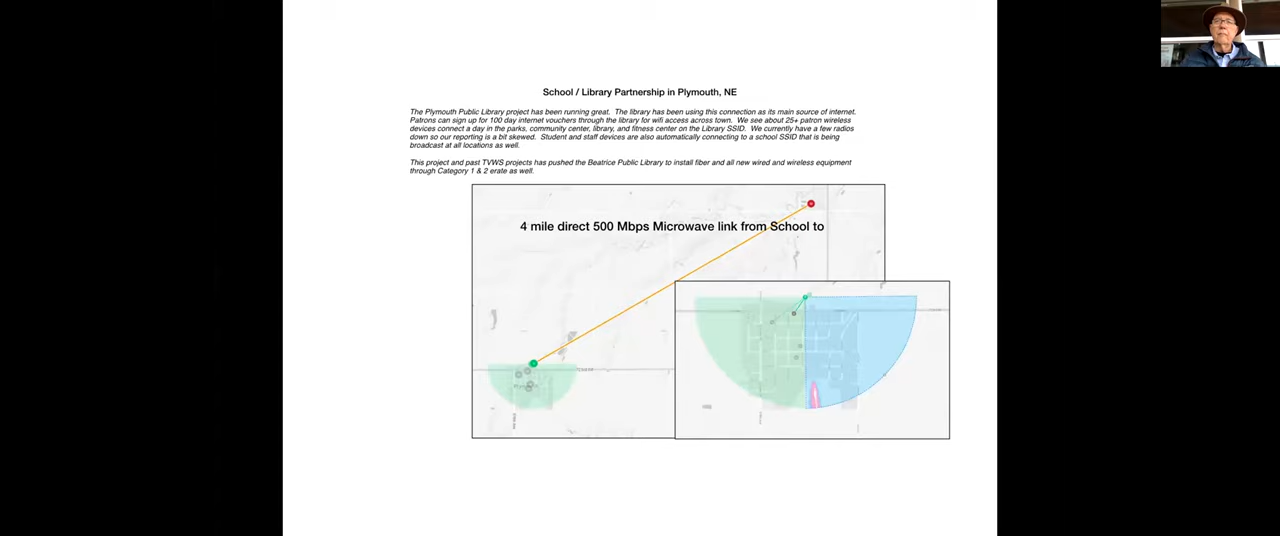 School / Library Partnership in Plymouth, NE
The Plymouth Public Library project has been running great.  The library has been using this connection as its main source of internet.
Patrons can sign up for 100 day internet vouchers through the library for wifi access across town.  We see about 25+ patron wireless
devices connect a day in the parks, community center, library, and fitness center on the Library SSID.  We currently have a few radios
down so our reporting is a bit skewed.  Student and staff devices are also automatically connecting to a school SSID that is being
broadcast at all locations as well.
This project and past TVWS projects has pushed the Beatrice Public Library to install fiber and all new wired and wireless equipment
through Category 1 & 2 erate as well.
4 mile direct 500 Mbps Microwave link from School to